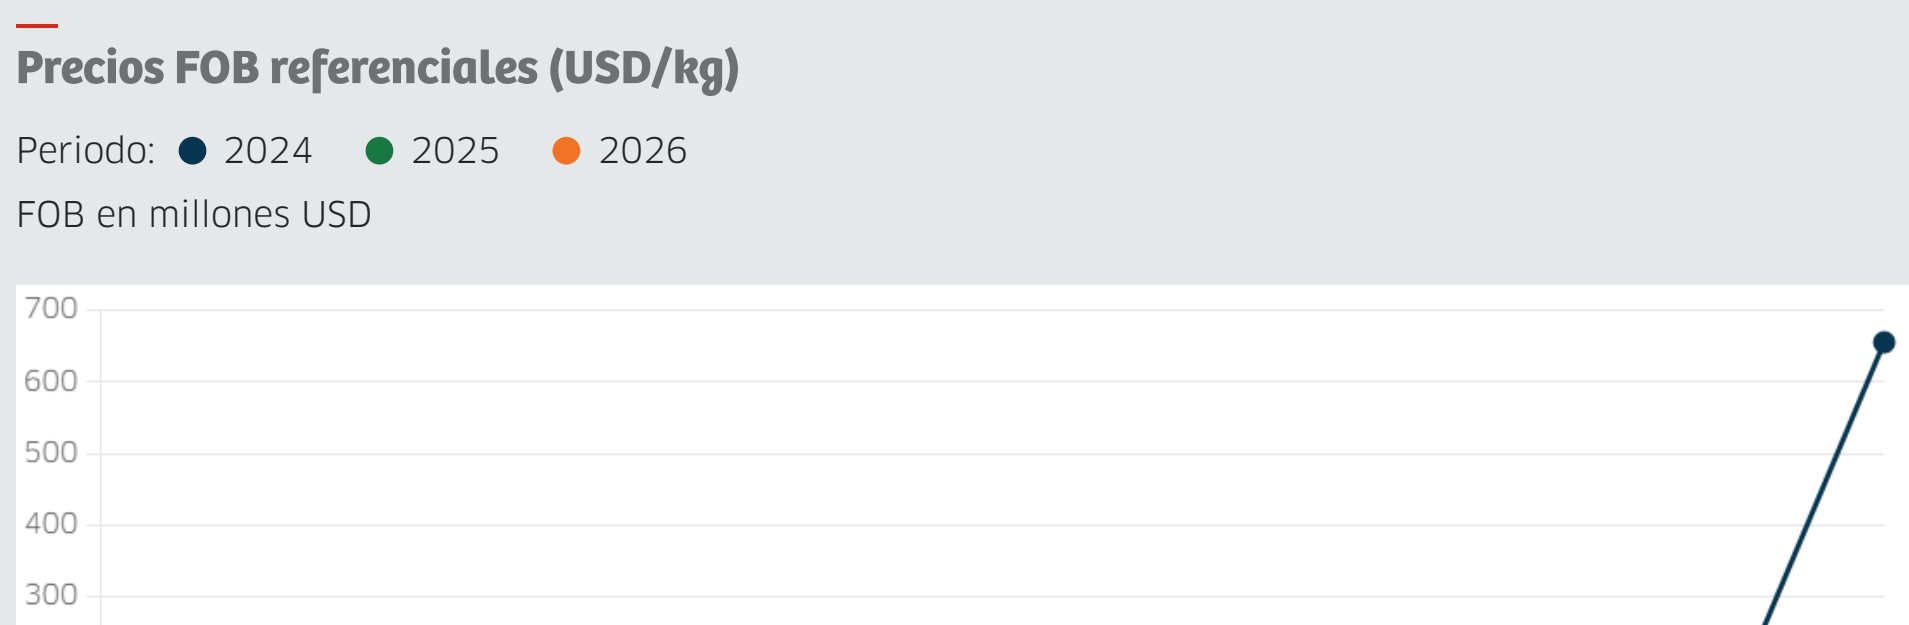 Precios FOB referenciales (USD/kg)
Periodo: 2024 2025 2026
FOB en millones USD
700
600
500
400
300